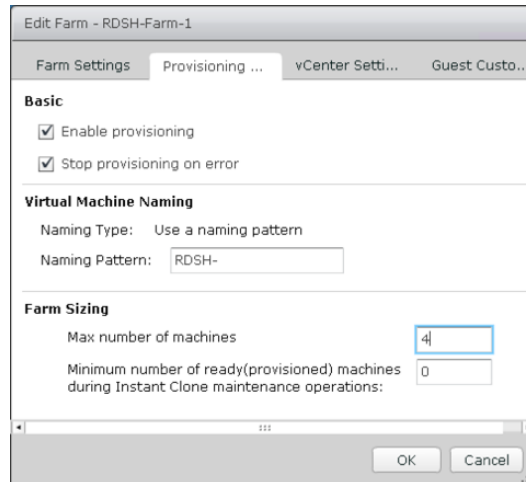 Edit Farm - RDSH-Farm-1
Farm Settings
Provisioning ...
vCenter Setti...
Guest Custo...
Basic
Enable provisioning
Stop provisioning on error
Virtual Machine Naming
Naming Type: Use a naming pattern
Naming Pattern: RDSH-
Farm Sizing
Max number of machines 4
Minimum number of ready(provisioned) machines 0
during Instant Clone maintenance operations:
OK
Cancel